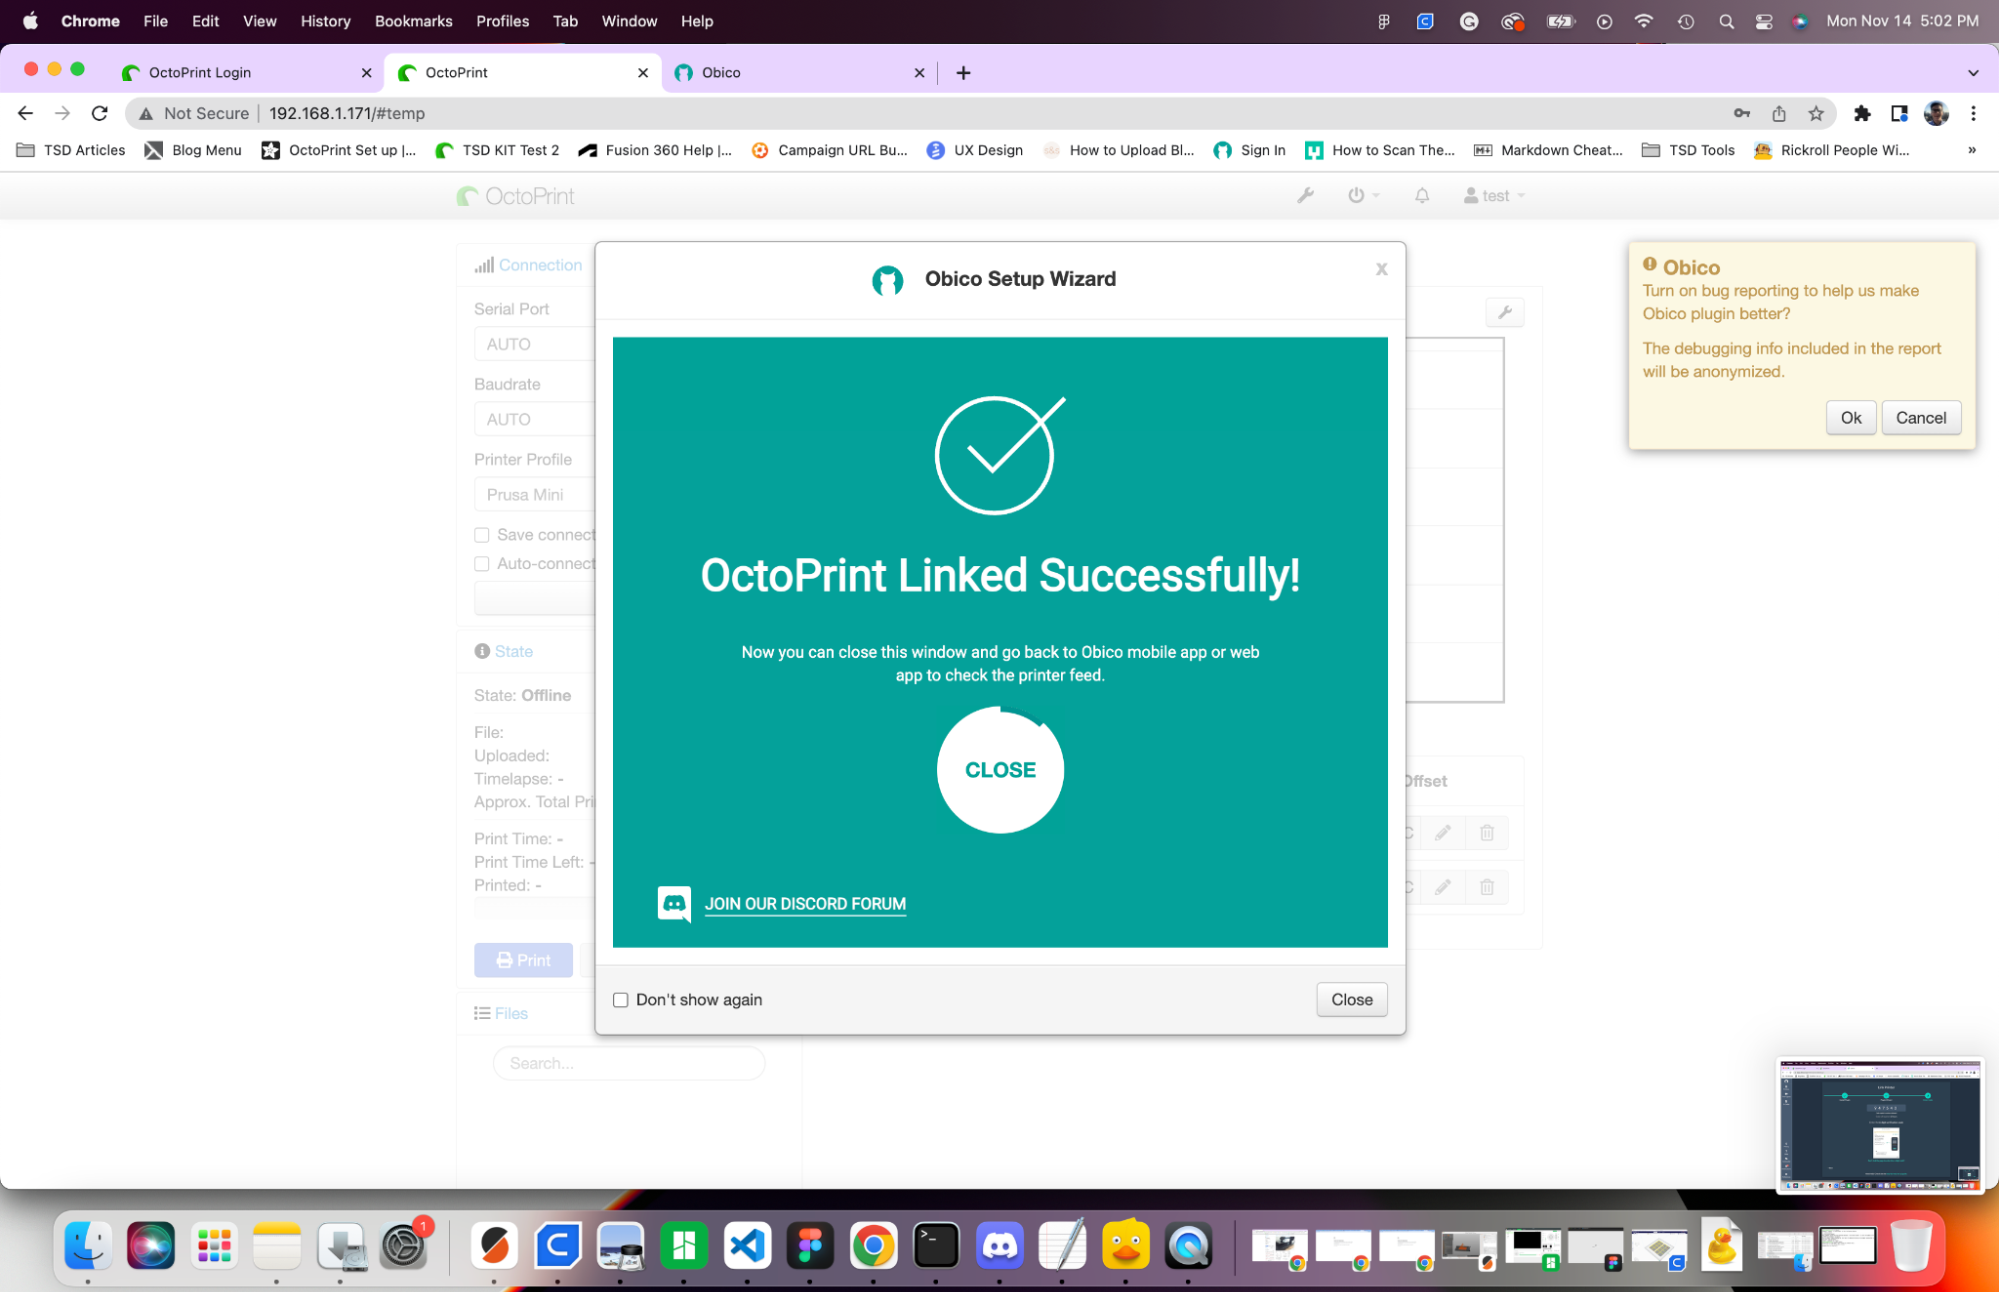 Chrome File Edit View History Bookmarks Profiles Tab Window Help Mon Nov 14 5:02 PM
OctoPrint Login OctoPrint Obico
Not Secure 192.168.1.171/#temp
TSD Articles Blog Menu OctoPrint Set up |... TSD KIT Test 2 Fusion 360 Help |... Campaign URL Bu... UX Design How to Upload Bl... Sign In How to Scan The... Markdown Cheat... TSD Tools Rickroll People Wi... »
OctoPrint test
Connection
Serial Port
AUTO
Baudrate
AUTO
Printer Profile
Prusa Mini
Save connect
Auto-connect
State
State: Offline
File:
Uploaded:
Timelapse: -
Approx. Total Pri
Print Time: -
Print Time Left: -
Printed: -
Print
Files
Search...
Obico Setup Wizard x
OctoPrint Linked Successfully!
Now you can close this window and go back to Obico mobile app or web
app to check the printer feed.
CLOSE
JOIN OUR DISCORD FORUM
Don't show again Close
Offset
Obico
Turn on bug reporting to help us make
Obico plugin better?
The debugging info included in the report
will be anonymized.
Ok Cancel
1